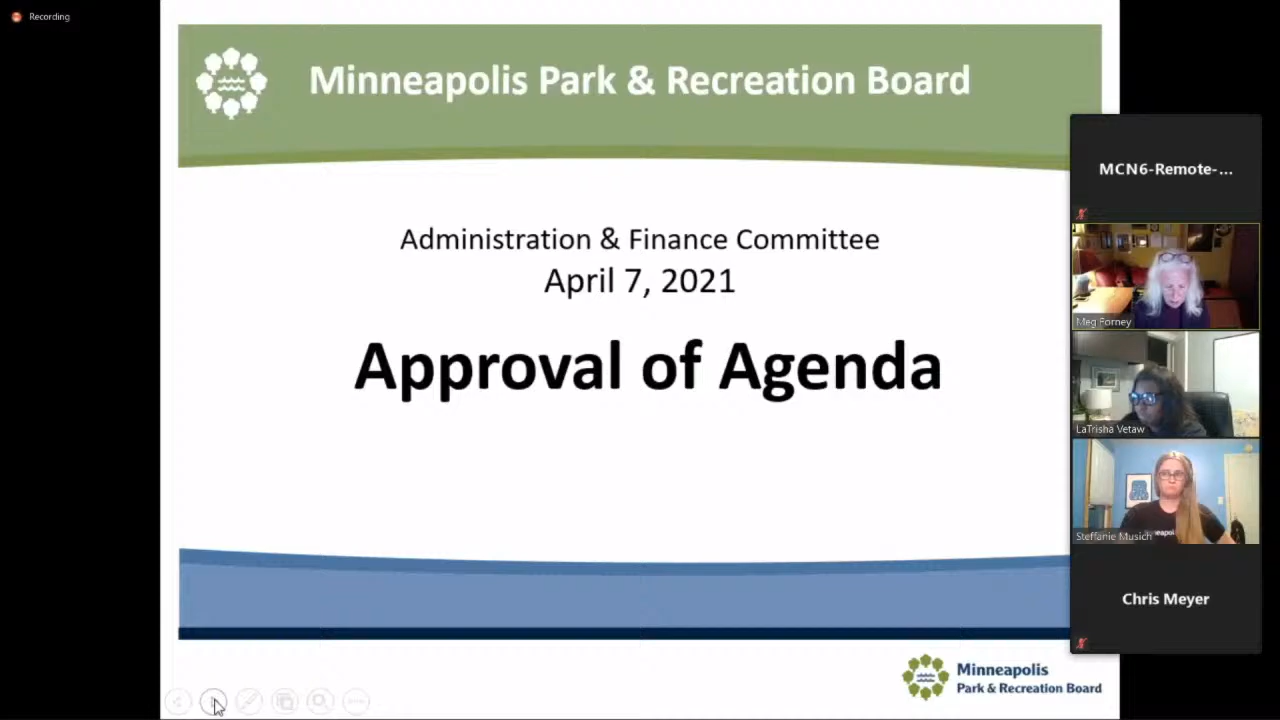 Recording
Minneapolis Park & Recreation Board
Administration & Finance Committee
April 7, 2021
Approval of Agenda
MCN6-Remote-...
Meg Forney
LaTrisha Vetaw
Steffanie Musich
Chris Meyer
Minneapolis
Park & Recreation Board